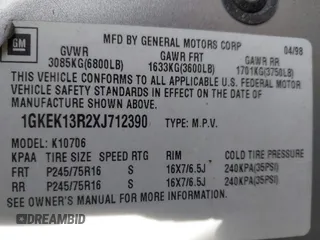 GM
MFD BY GENERAL MOTORS CORP 04/98
GVWR GAWR FRT GAWR RR
3085KG(6800LB) 1633KG(3600LB) 1701KG(3750LB)
THIS VEHICLE CONFORMS TO ALL APPLICABLE U.S. FEDERAL
MOTOR VEHICLE SAFETY STANDARDS IN EFFECT ON THE DATE
OF MANUFACTURE SHOWN ABOVE.
1GKEK13R2XJ712390 TYPE: M.P.V.
MODEL: K10706
KPAA TIRE SIZE SPEED RTG RIM COLD TIRE PRESSURE
FRT P245/75R16 S 16X7/6.5J 240KPA(35PSI)
RR P245/75R16 S 16X7/6.5J 240KPA(35PSI)
SEE OWNER'S MANUAL FOR MORE INFORMATION.
DREAMBID AUTO